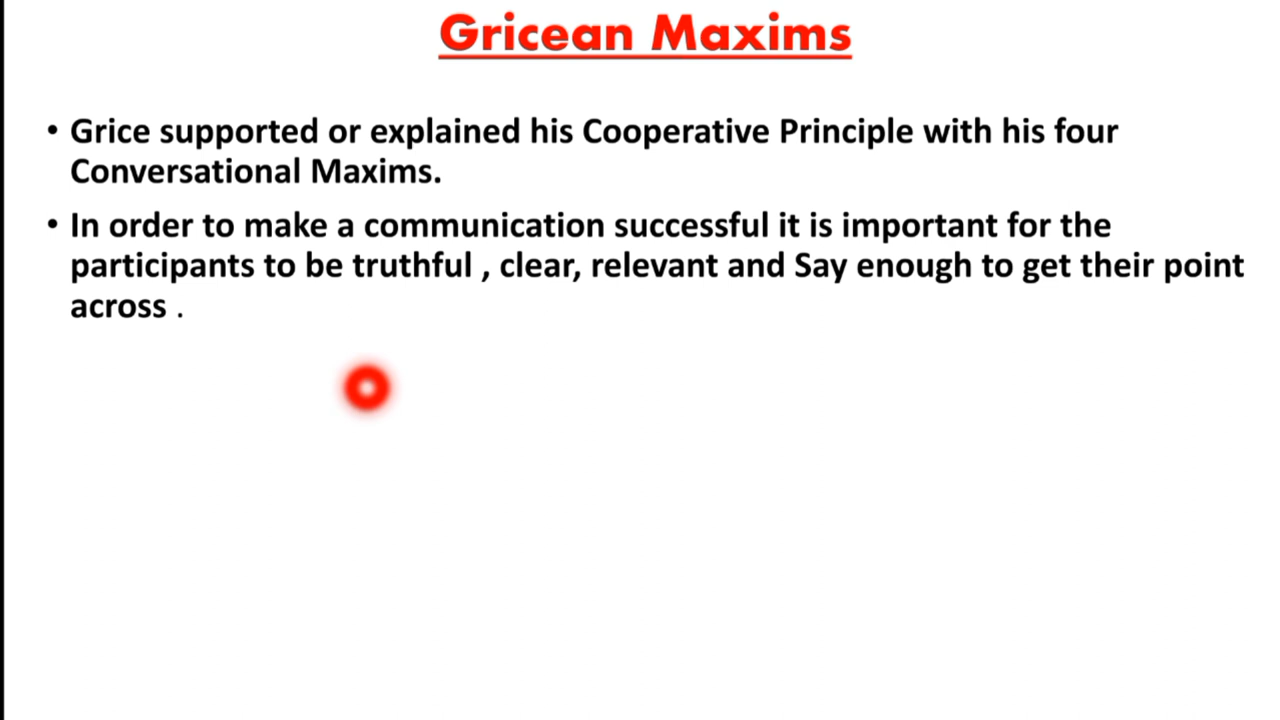 Gricean Maxims
• Grice supported or explained his Cooperative Principle with his four
Conversational Maxims.
• In order to make a communication successful it is important for the
participants to be truthful , clear, relevant and Say enough to get their point
across .